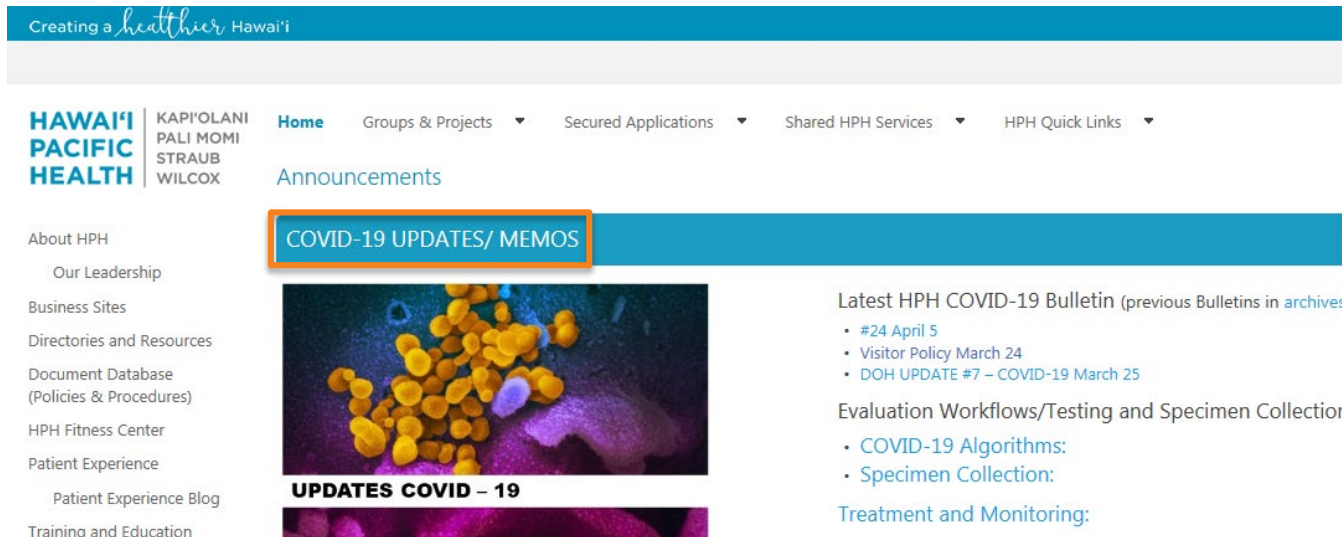 Creating a healthier Hawai'i
HAWAI'I
PACIFIC
HEALTH
KAPI'OLANI
PALI MOMI
STRAUB
WILCOX
Home Groups & Projects Secured Applications Shared HPH Services HPH Quick Links
Announcements
About HPH
Our Leadership
Business Sites
Directories and Resources
Document Database
(Policies & Procedures)
HPH Fitness Center
Patient Experience
Patient Experience Blog
Training and Education
COVID-19 UPDATES/ MEMOS
UPDATES COVID – 19
Latest HPH COVID-19 Bulletin (previous Bulletins in archives
• #24 April 5
• Visitor Policy March 24
• DOH UPDATE #7 – COVID-19 March 25
Evaluation Workflows/Testing and Specimen Collection
• COVID-19 Algorithms:
• Specimen Collection:
Treatment and Monitoring: